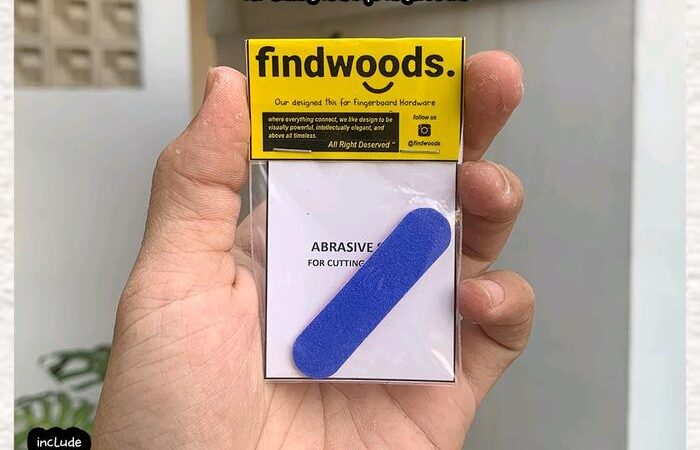 findwoods.
Our designed this for Fingerboard Hardware
where everything connect, we like design to be
visually powerful, intellectually elegant, and
above all timeless.
All Right Deserved "
follow us
@findwoods
ABRASIVE
FOR CUTTING
include